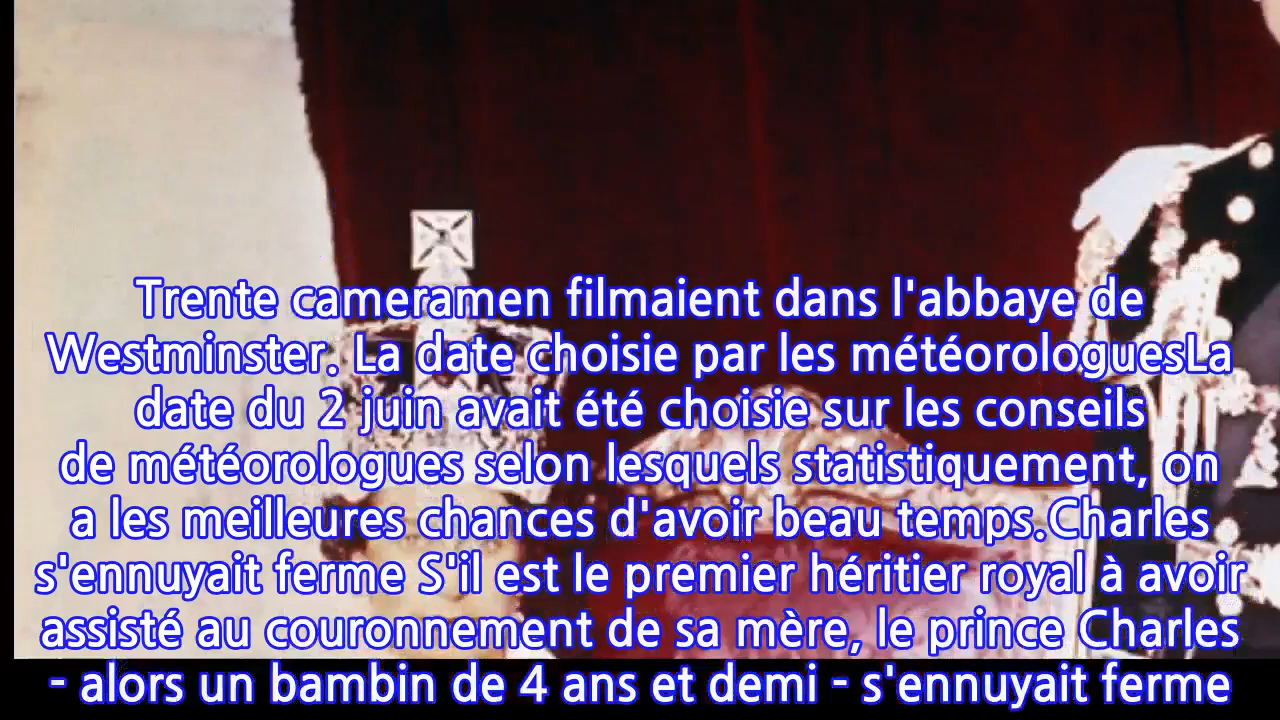 Trente cameramen filmaient dans l'abbaye de
Westminster. La date choisie par les météorologuesLa
date du 2 juin avait été choisie sur les conseils
de météorologues selon lesquels statistiquement, on
a les meilleures chances d'avoir beau temps.Charles
s'ennuyait ferme S'il est le premier héritier royal à avoir
assisté au couronnement de sa mère, le prince Charles
- alors un bambin de 4 ans et demi - s'ennuyait ferme